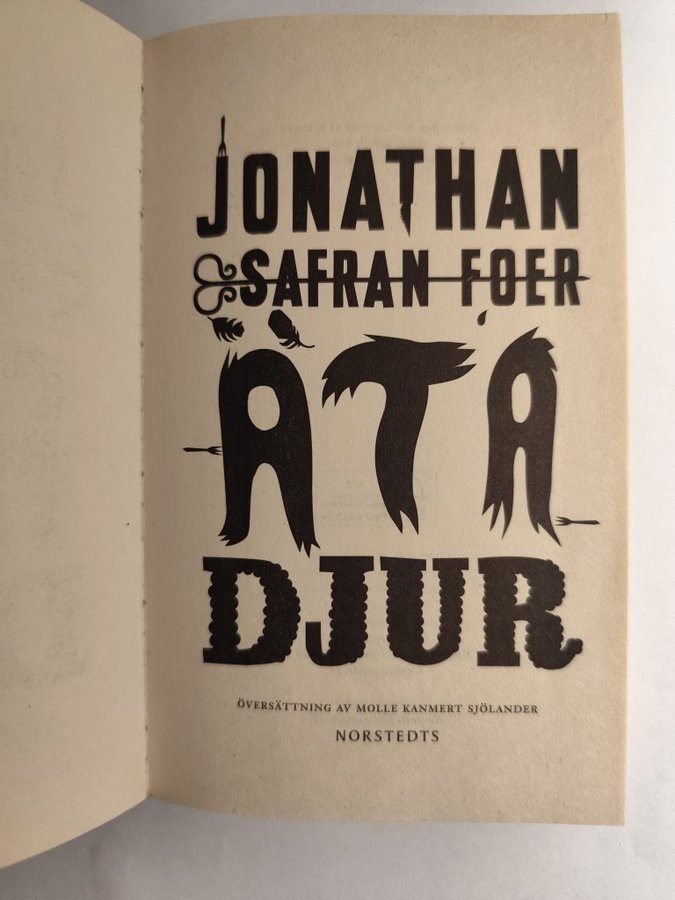 JONATHAN
SAFRAN FOER
ÄTA
DJUR
ÖVERSÄTTNING AV MOLLE KANMERT SJÖLANDER
NORSTEDTS